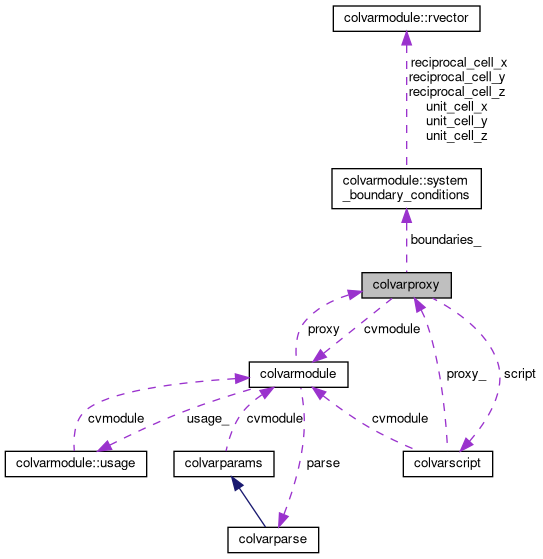 colvarmodule::rvector
reciprocal_cell_x
reciprocal_cell_y
reciprocal_cell_z
unit_cell_x
unit_cell_y
unit_cell_z
colvarmodule::system
_boundary_conditions
boundaries_
colvarproxy
proxy
cvmodule
proxy_
script
colvarmodule
cvmodule
usage_
cvmodule
cvmodule
colvarmodule::usage
colvarparams
parse
colvarscript
colvarparse